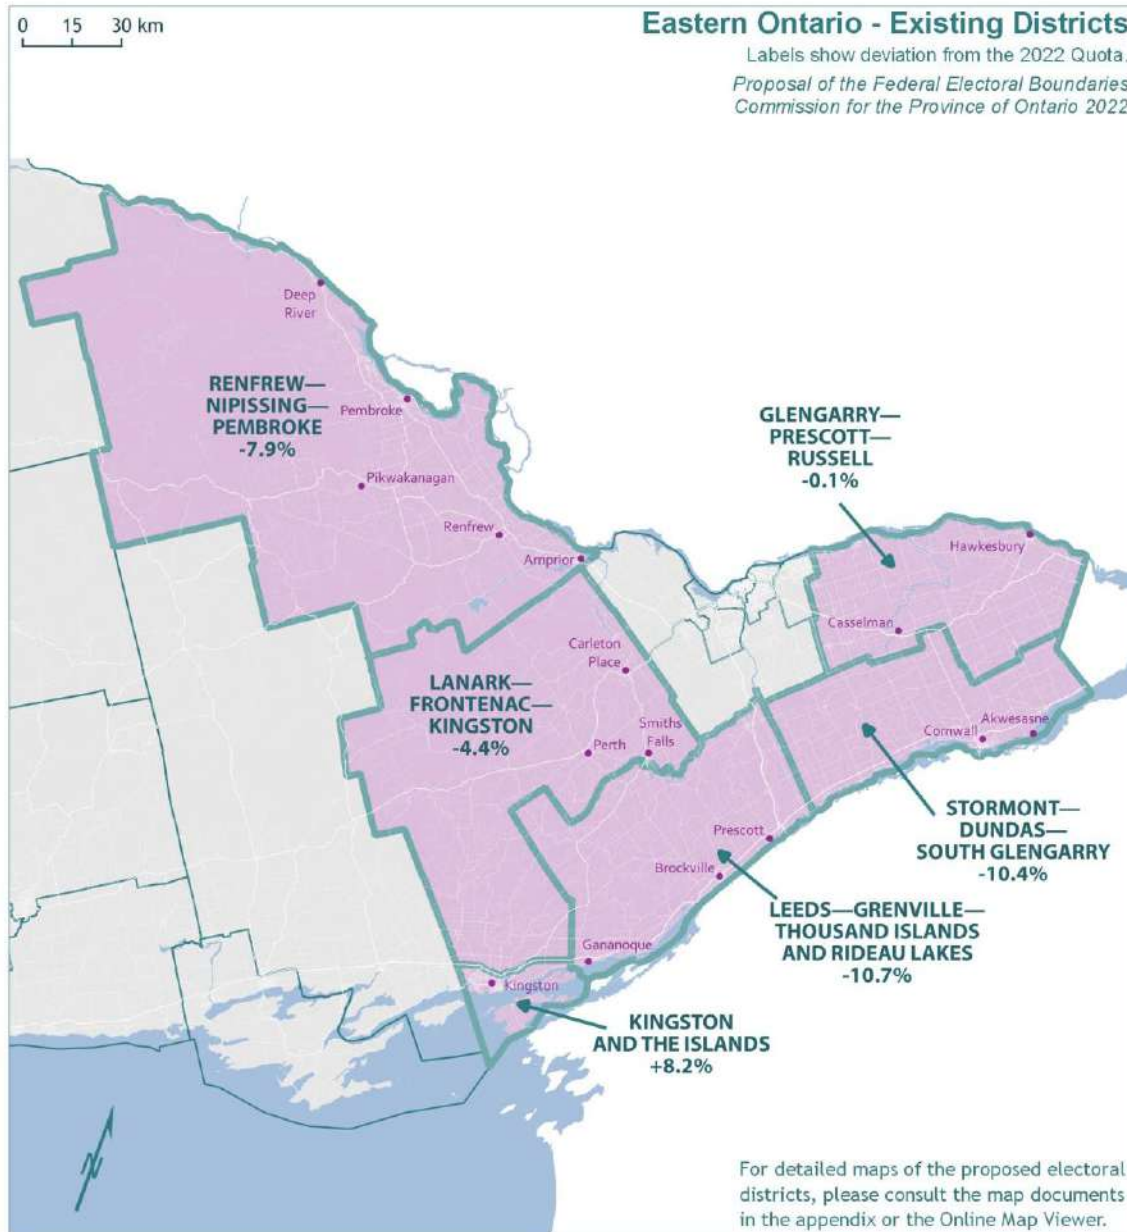 0 15 30 km
Eastern Ontario - Existing Districts
Labels show deviation from the 2022 Quota.
Proposal of the Federal Electoral Boundaries
Commission for the Province of Ontario 2022
Deep
River
RENFREW—
NIPISSING—
PEMBROKE
-7.9%
Pembroke
Pikwakanagan
Renfrew
Arnprior
GLENGARRY—
PRESCOTT—
RUSSELL
-0.1%
Hawkesbury
Casselman
Carleton
Place
LANARK—
FRONTENAC—
KINGSTON
-4.4%
Perth
Smiths
Falls
Cornwall
Akwesasne
STORMONT—
DUNDAS—
SOUTH GLENGARRY
-10.4%
Prescott
Brockville
LEEDS—GRENVILLE—
THOUSAND ISLANDS
AND RIDEAU LAKES
-10.7%
Gananoque
Kingston
KINGSTON
AND THE ISLANDS
+8.2%
N
For detailed maps of the proposed electoral
districts, please consult the map documents
in the appendix or the Online Map Viewer.